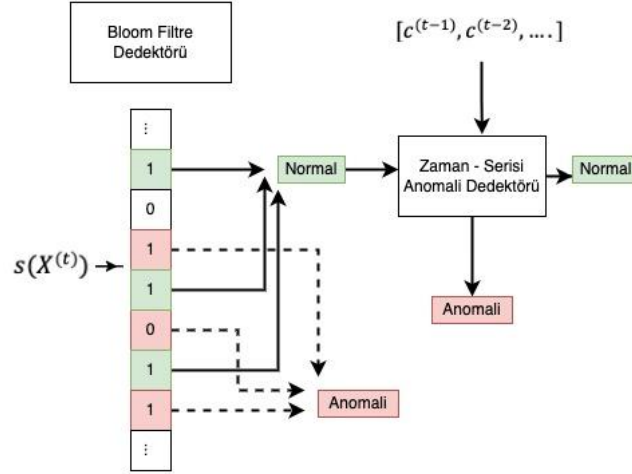 Bloom Filtre
Dedektörü
[c^(t−1), c^(t−2), ....]
⋮
1
0
1
1
0
1
1
⋮
s(X^(t))
Normal
Zaman - Serisi
Anomali Dedektörü
Normal
Anomali
Anomali